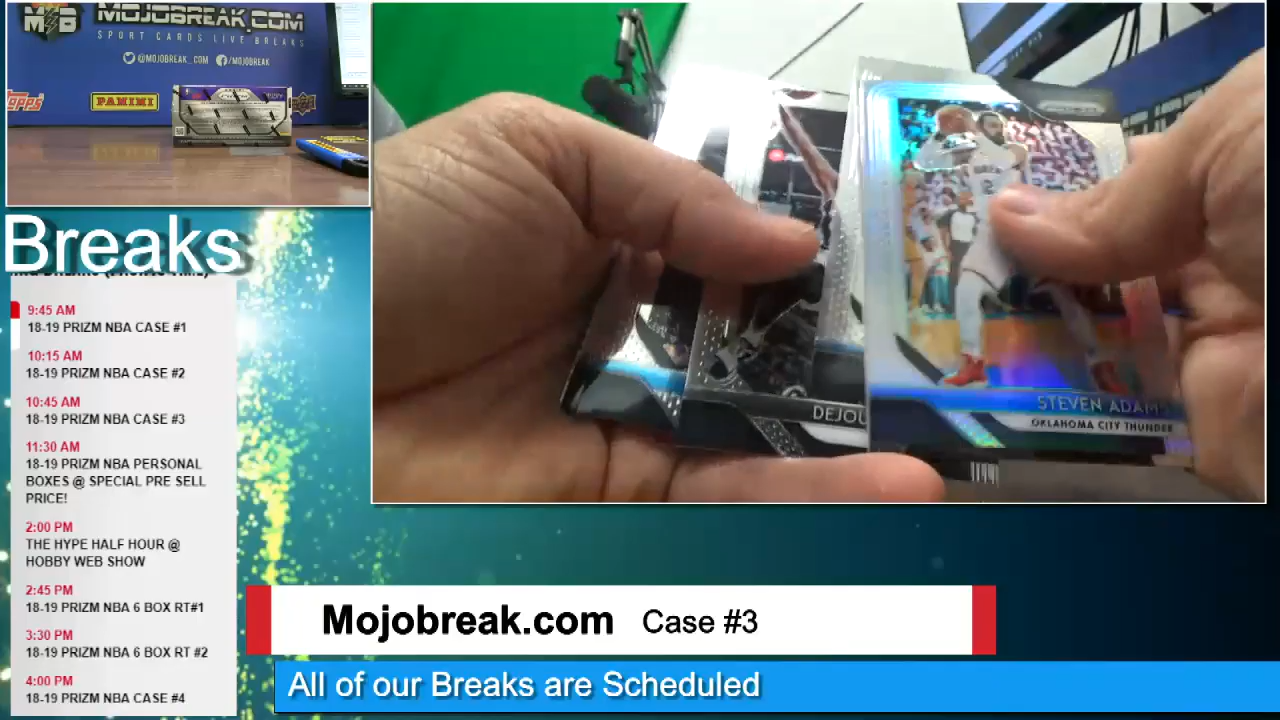 MOJOBREAK.COM
SPORT CARDS LIVE BREAKS
@MOJOBREAK_COM /MOJOBREAK
PANINI
Breaks
9:45 AM
18-19 PRIZM NBA CASE #1
10:15 AM
18-19 PRIZM NBA CASE #2
10:45 AM
18-19 PRIZM NBA CASE #3
11:30 AM
18-19 PRIZM NBA PERSONAL
BOXES @ SPECIAL PRE SELL
PRICE!
2:00 PM
THE HYPE HALF HOUR @
HOBBY WEB SHOW
2:45 PM
18-19 PRIZM NBA 6 BOX RT#1
3:30 PM
18-19 PRIZM NBA 6 BOX RT #2
4:00 PM
18-19 PRIZM NBA CASE #4
DEJOU
STEVEN ADAMS
OKLAHOMA CITY THUNDER
Mojobreak.com Case #3
All of our Breaks are Scheduled